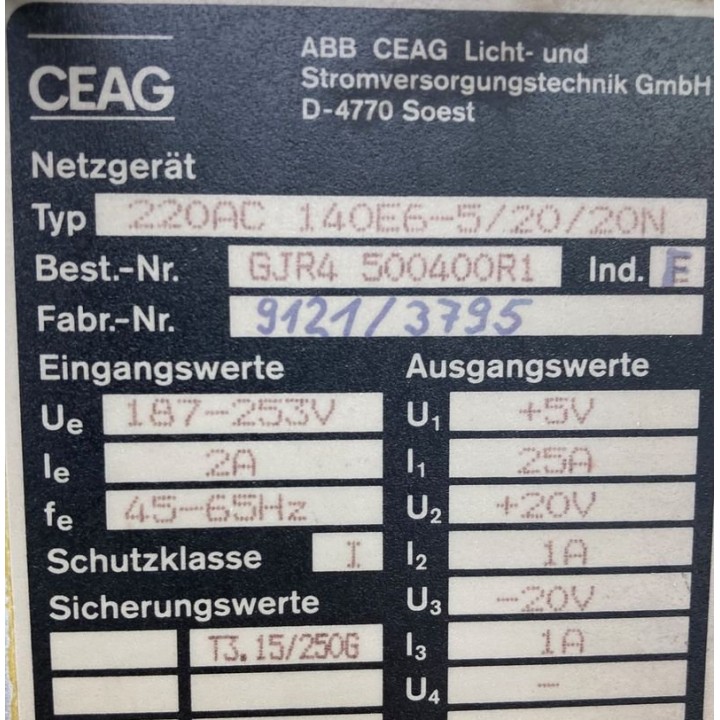 CEAG
ABB CEAG Licht- und
Stromversorgungstechnik GmbH
D-4770 Soest
Netzgerät
Typ 220AC 140E6-5/20/20N
Best.-Nr. GJR4 500400R1 Ind. E
Fabr.-Nr. 9121/3795
Eingangswerte
Ue 187-253V
Ie 2A
fe 45-65Hz
Schutzklasse I
Sicherungswerte
T3.15/250G
Ausgangswerte
U1 +5V
I1 25A
U2 +20V
I2 1A
U3 -20V
I3 1A
U4 -